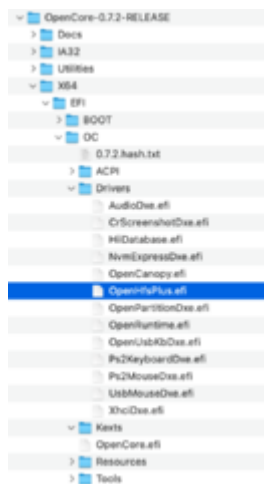 OpenCore-0.7.2-RELEASE
Docs
IA32
Utilities
X64
EFI
BOOT
OC
0.7.2.hash.txt
ACPI
Drivers
AudioDxe.efi
CrScreenshotDxe.efi
HiiDatabase.efi
NvmExpressDxe.efi
OpenCanopy.efi
OpenHfsPlus.efi
OpenPartitionDxe.efi
OpenRuntime.efi
OpenUsbKbDxe.efi
Ps2KeyboardDxe.efi
Ps2MouseDxe.efi
UsbMouseDxe.efi
XhciDxe.efi
Kexts
OpenCore.efi
Resources
Tools